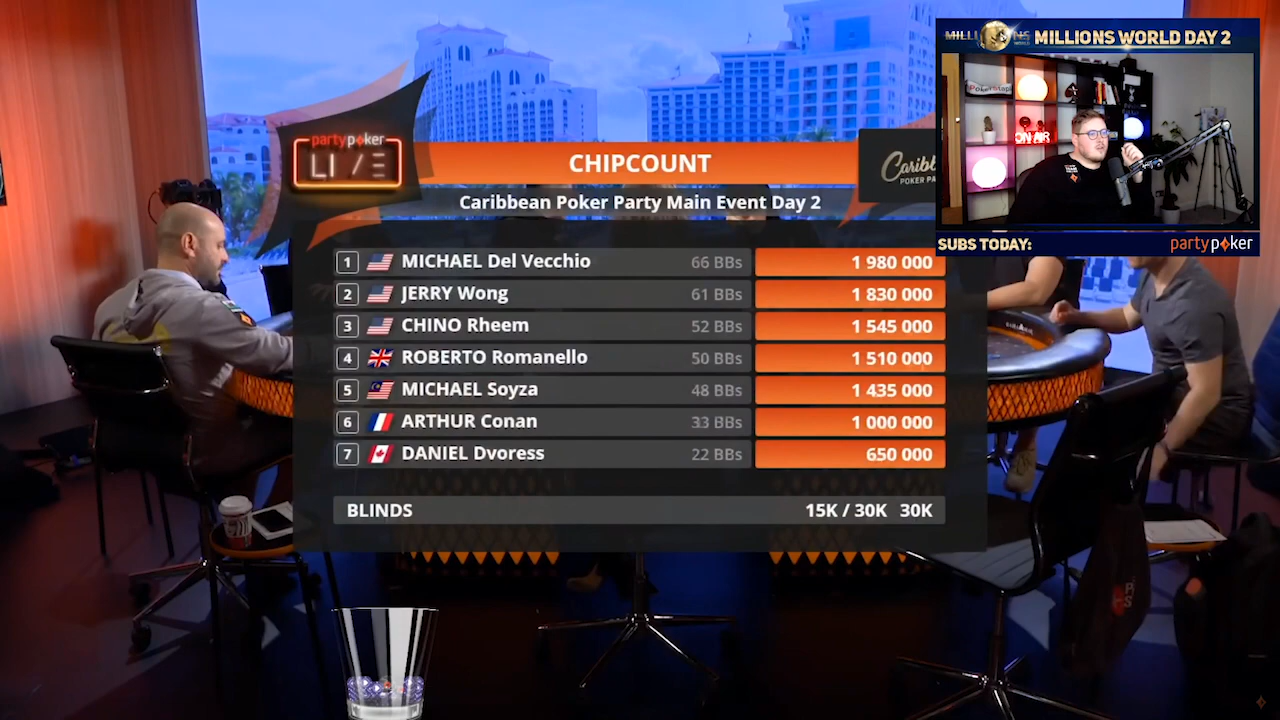 MILLIONS WORLD DAY 2
partypoker
LIVE
CHIPCOUNT
Caribbean Poker Party Main Event Day 2
ON AIR
SUBS TODAY:
partypoker
1 MICHAEL Del Vecchio 66 BBs 1 980 000
2 JERRY Wong 61 BBs 1 830 000
3 CHINO Rheem 52 BBs 1 545 000
4 ROBERTO Romanello 50 BBs 1 510 000
5 MICHAEL Soyza 48 BBs 1 435 000
6 ARTHUR Conan 33 BBs 1 000 000
7 DANIEL Dvoress 22 BBs 650 000
BLINDS 15K / 30K 30K